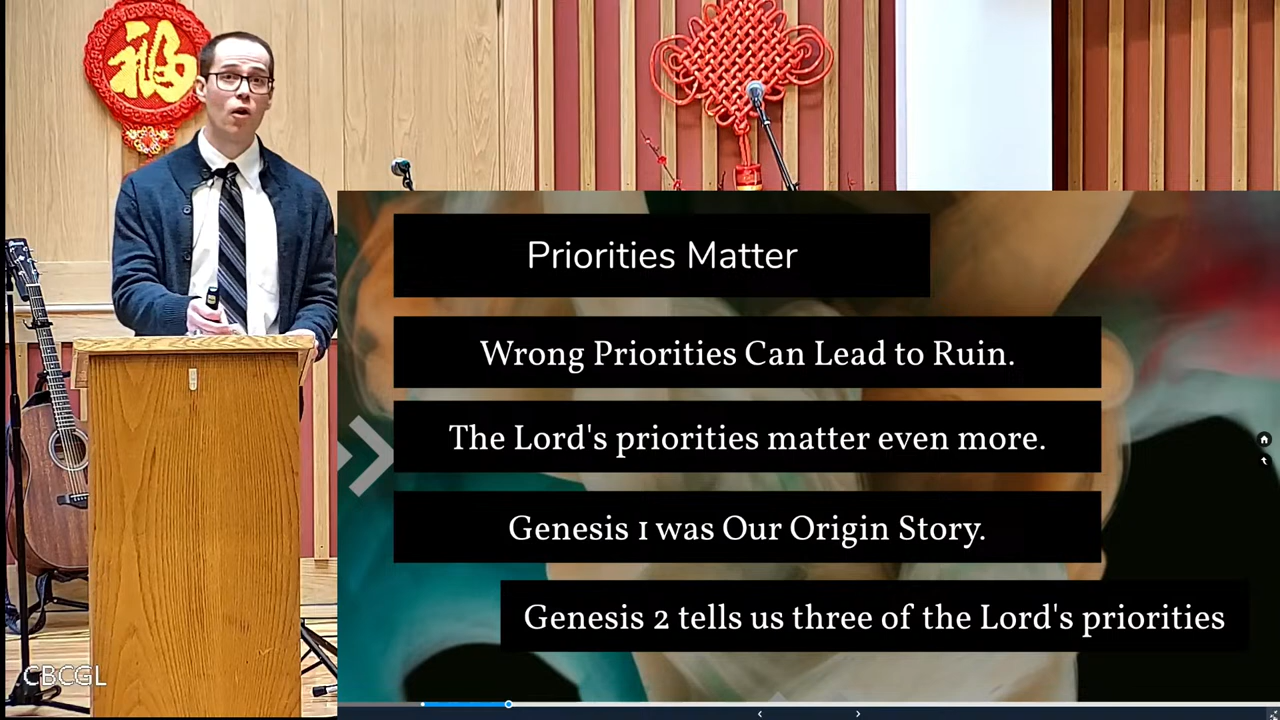 福
Priorities Matter
Wrong Priorities Can Lead to Ruin.
The Lord's priorities matter even more.
Genesis 1 was Our Origin Story.
Genesis 2 tells us three of the Lord's priorities
CBCGL